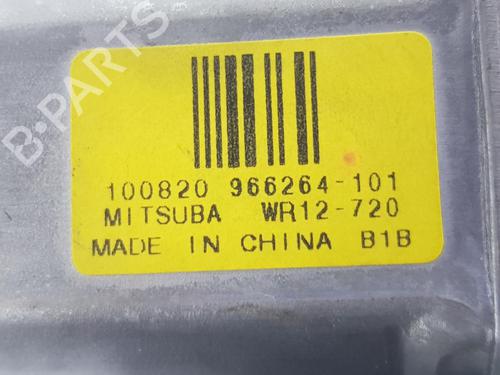 B-PARTS
100820 966264-101
MITSUBA WR12-720
MADE IN CHINA B1B